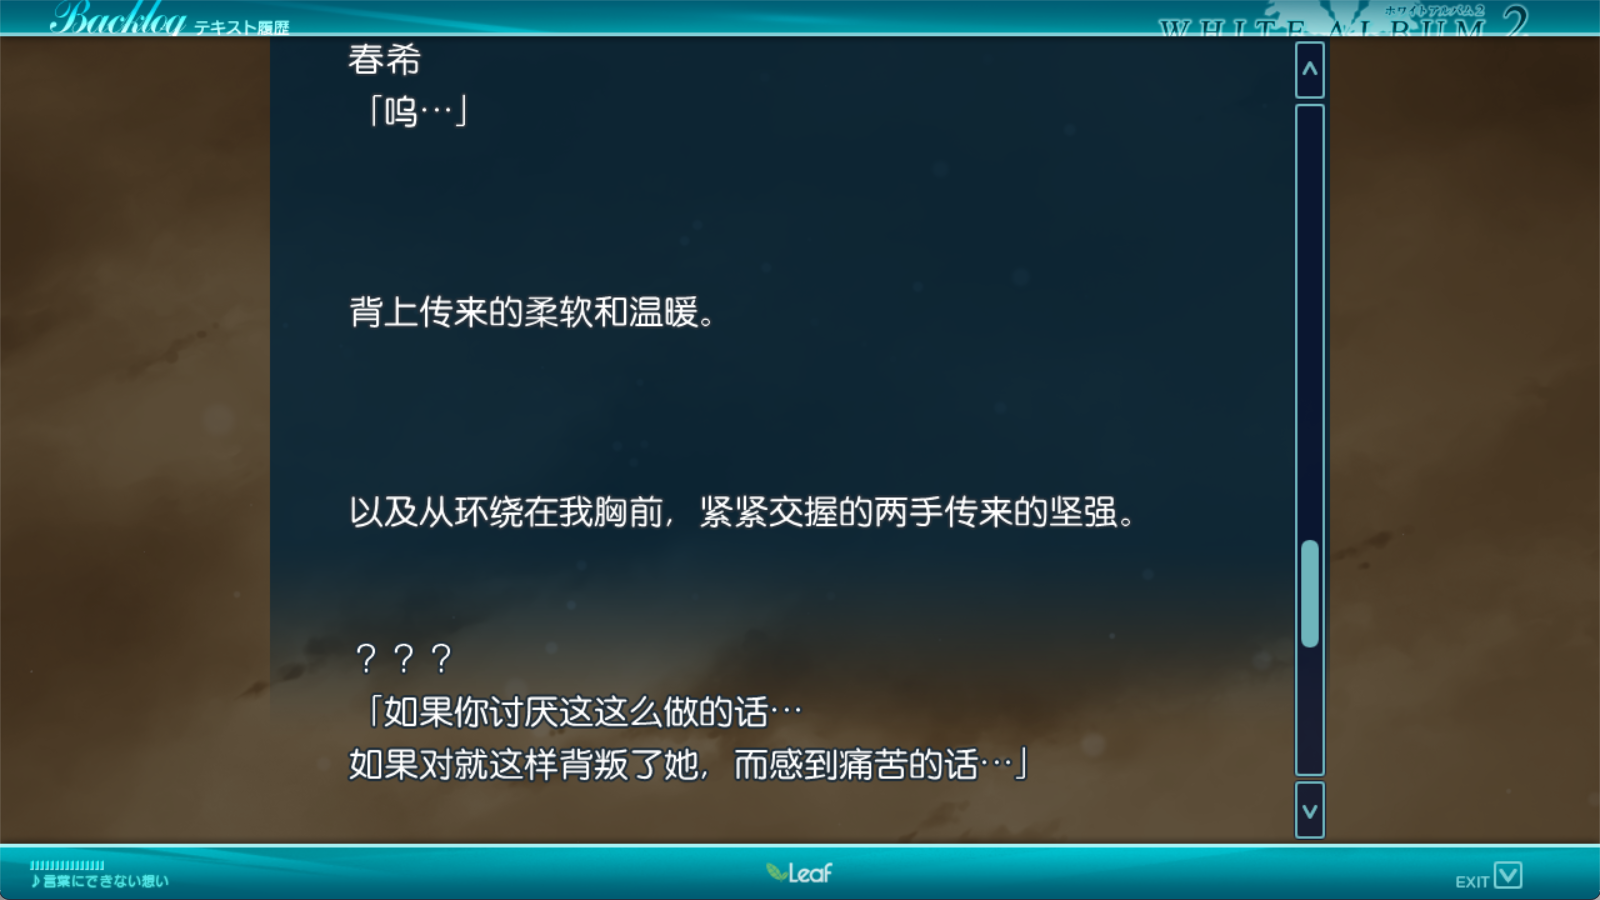 Backlog テキスト履歴
ホワイトアルバム2
WHITE ALBUM 2
春希
「呜…」
背上传来的柔软和温暖。
以及从环绕在我胸前，紧紧交握的两手传来的坚强。
？？？
「如果你讨厌这这么做的话…
如果对就这样背叛了她，而感到痛苦的话…」
♪言葉にできない想い
Leaf
EXIT